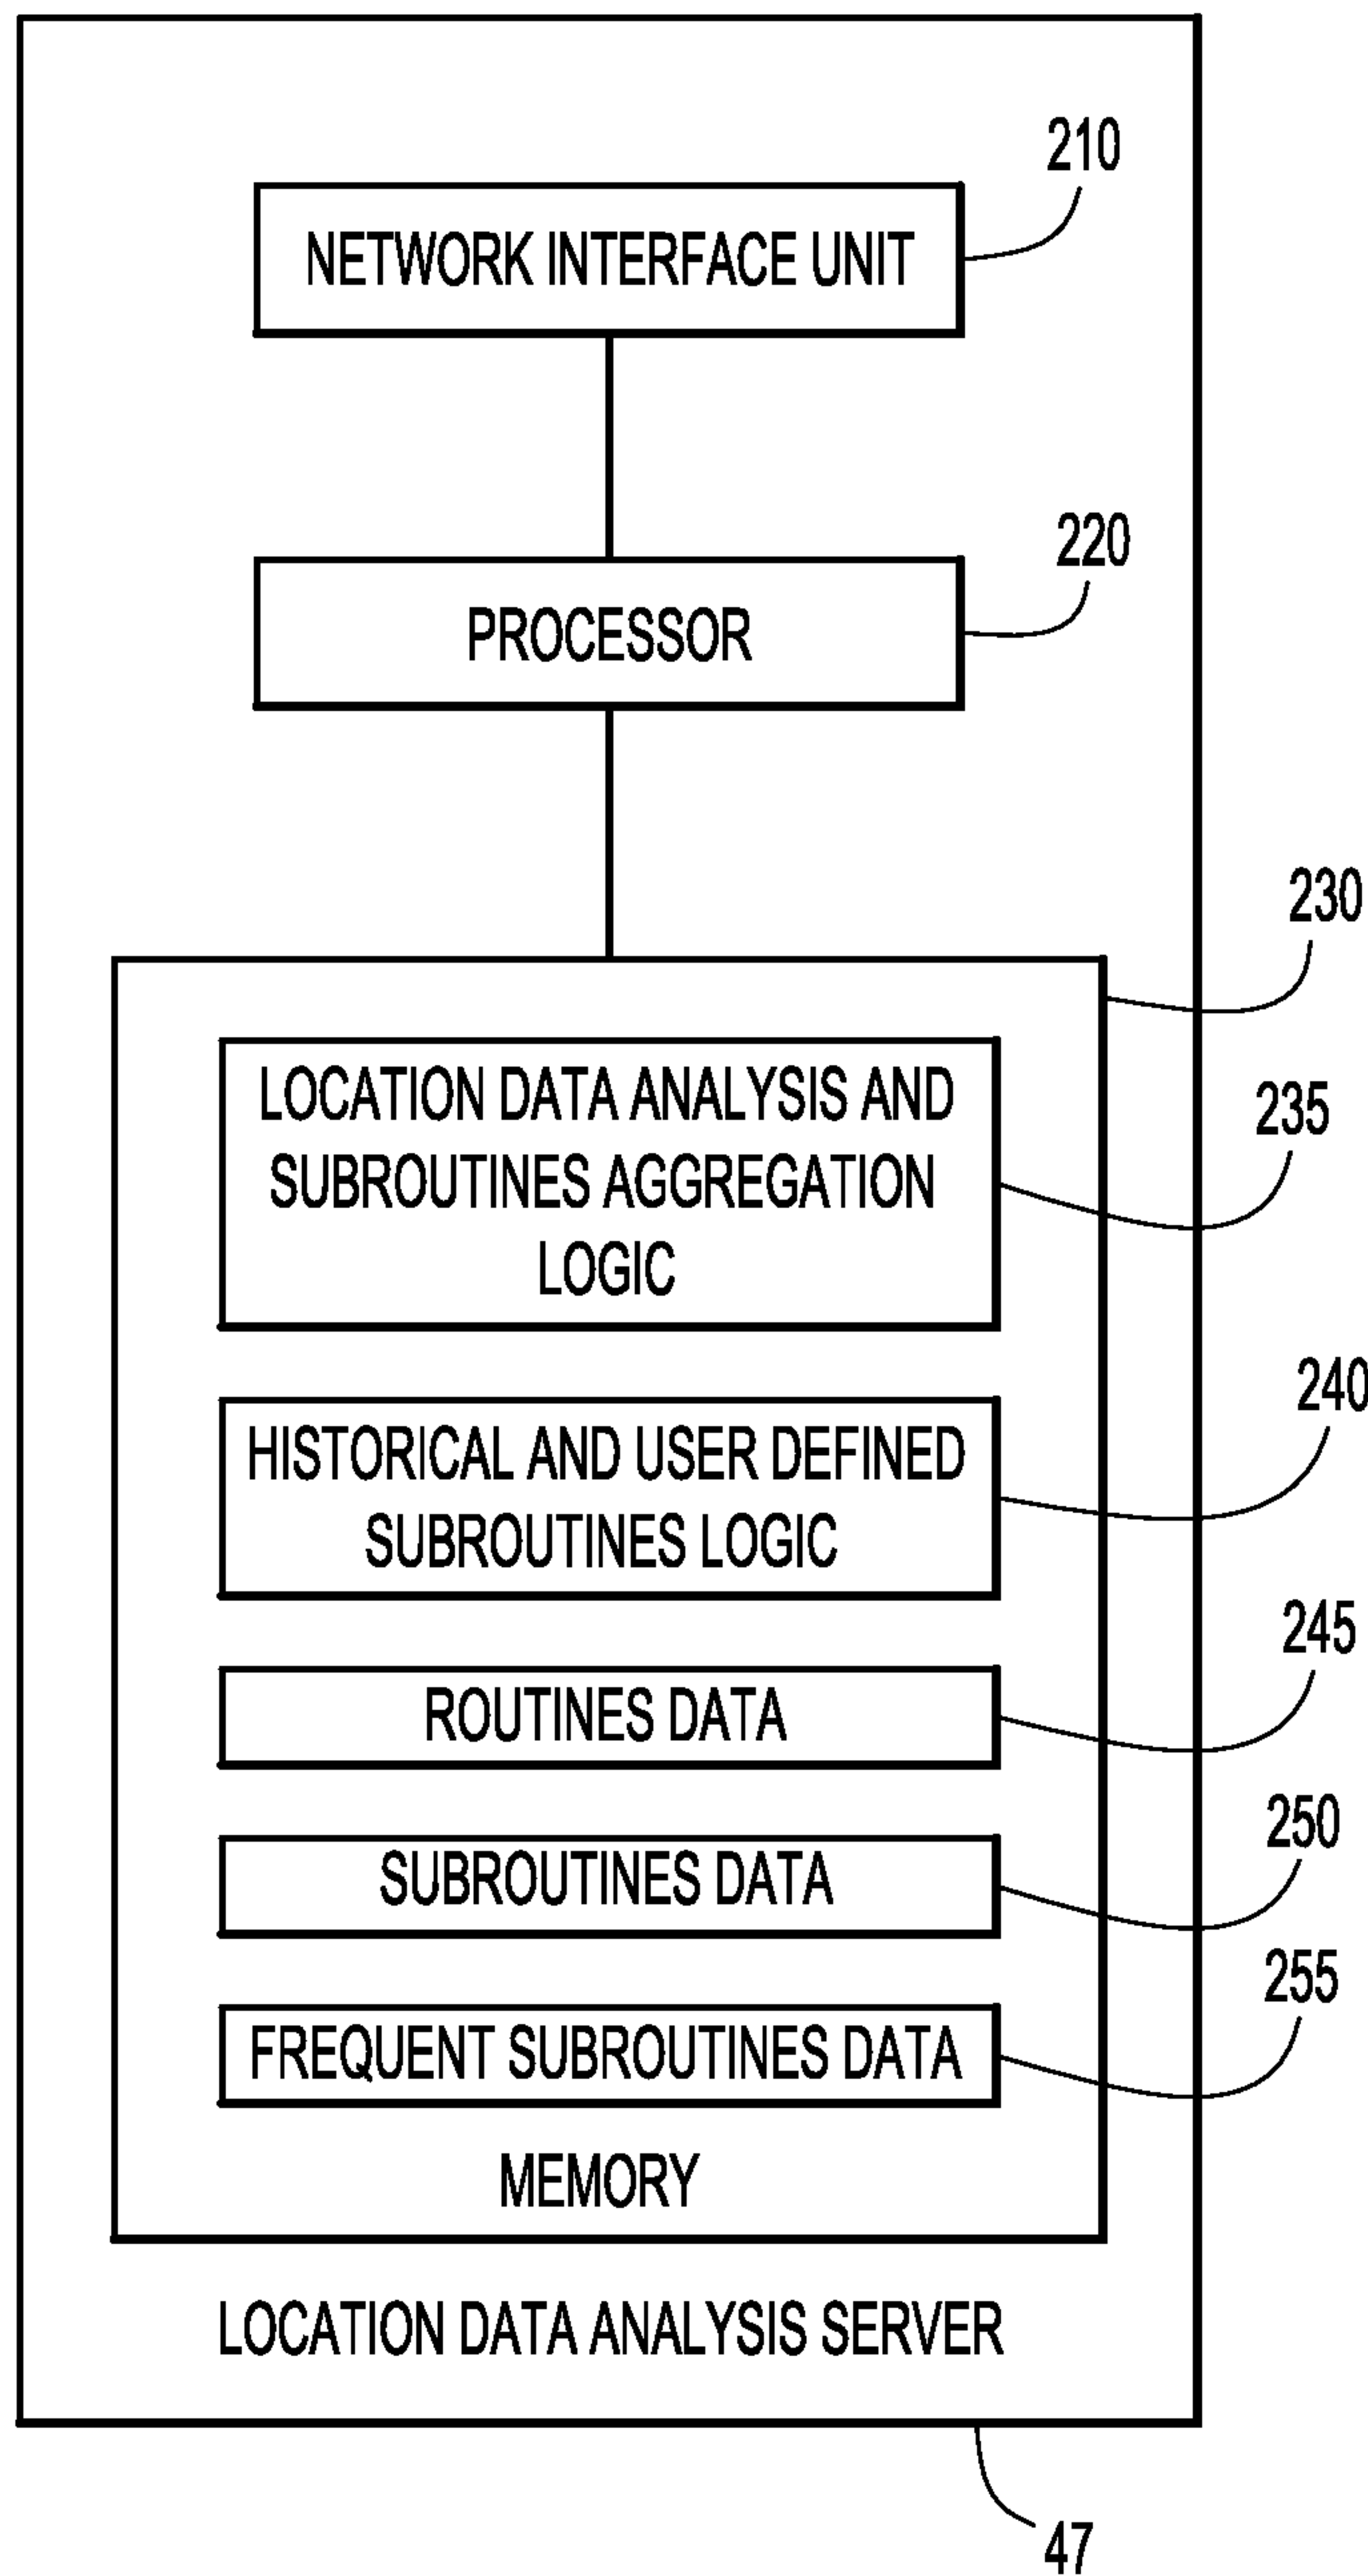 210
NETWORK INTERFACE UNIT
220
PROCESSOR
230
LOCATION DATA ANALYSIS AND
SUBROUTINES AGGREGATION
LOGIC
235
HISTORICAL AND USER DEFINED
SUBROUTINES LOGIC
240
ROUTINES DATA
245
SUBROUTINES DATA
250
FREQUENT SUBROUTINES DATA
255
MEMORY
LOCATION DATA ANALYSIS SERVER
47